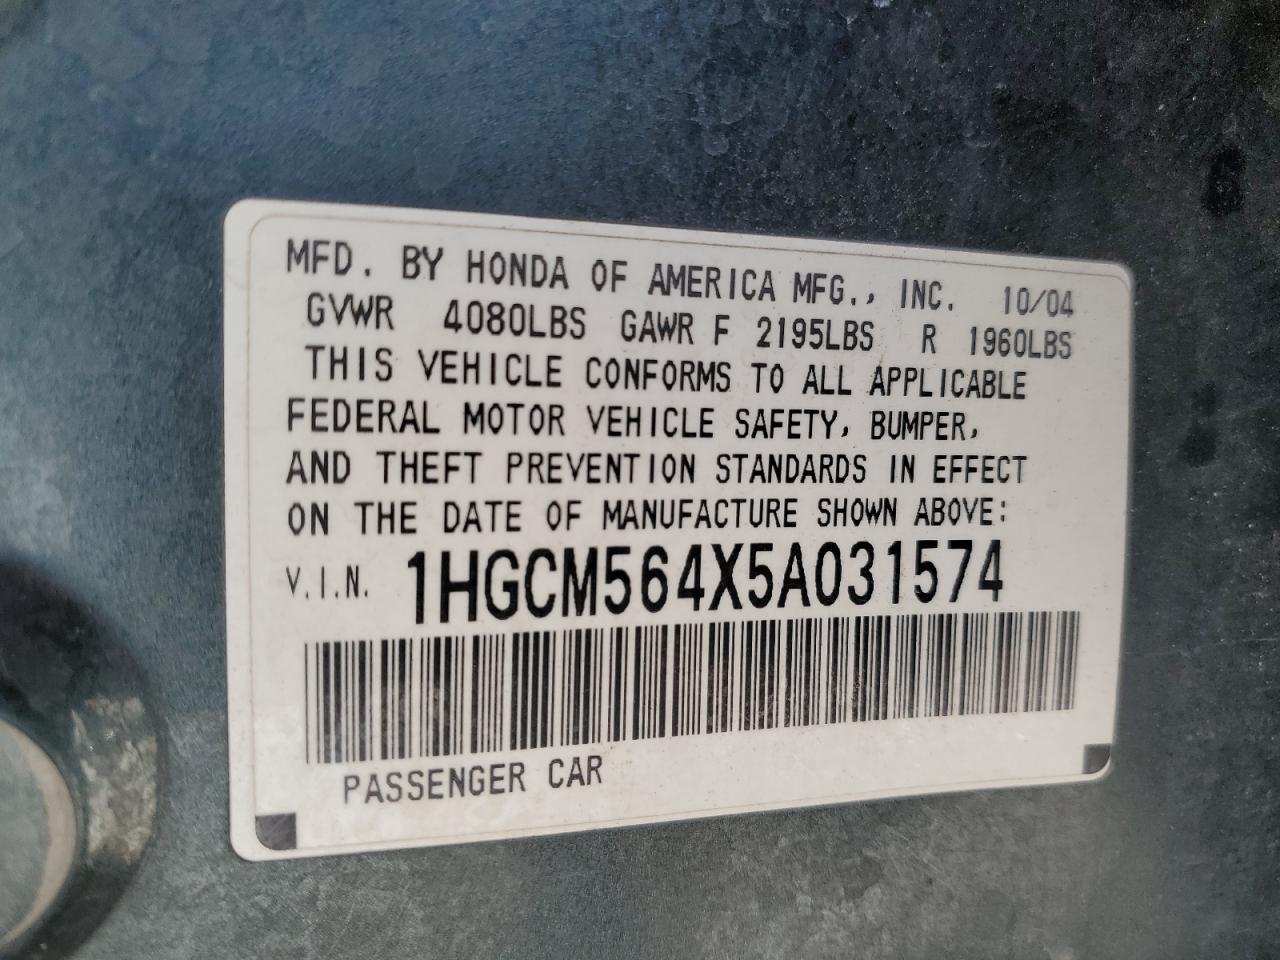 MFD. BY HONDA OF AMERICA MFG., INC. 10/04
GVWR 4080LBS GAWR F 2195LBS R 1960LBS
THIS VEHICLE CONFORMS TO ALL APPLICABLE
FEDERAL MOTOR VEHICLE SAFETY, BUMPER,
AND THEFT PREVENTION STANDARDS IN EFFECT
ON THE DATE OF MANUFACTURE SHOWN ABOVE:
V.I.N. 1HGCM564X5A031574
PASSENGER CAR